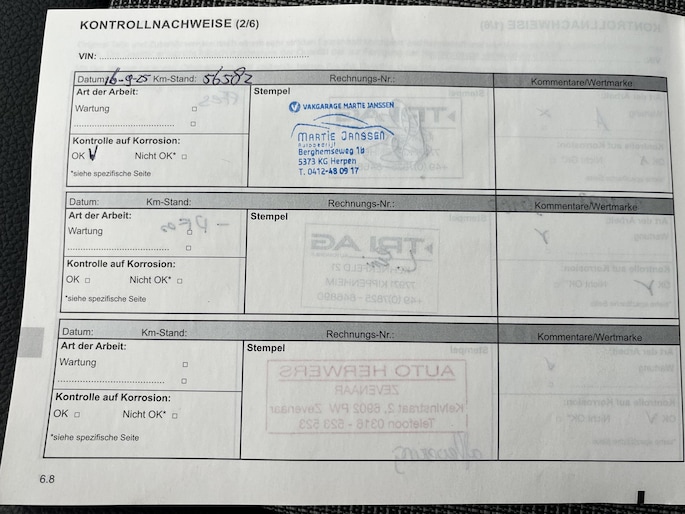 KONTROLLNACHWEISE (2/6)
VIN:
Datum: 16-9-25 Km-Stand: 56582 Rechnungs-Nr.: Kommentare/Wertmarke
Art der Arbeit: Stempel
Wartung
VAKGARAGE MARTIE JANSSEN
MARTIE JANSSEN
Autobedrijf
Berghemseweg 1b
5373 KG Herpen
T. 0412-48 09 17
Kontrolle auf Korrosion:
OK V Nicht OK*
*siehe spezifische Seite
Datum: Km-Stand: Rechnungs-Nr.: Kommentare/Wertmarke
Art der Arbeit: Stempel
Wartung
Kontrolle auf Korrosion:
OK Nicht OK*
*siehe spezifische Seite
Datum: Km-Stand: Rechnungs-Nr.: Kommentare/Wertmarke
Art der Arbeit: Stempel
Wartung
Kontrolle auf Korrosion:
OK Nicht OK*
*siehe spezifische Seite
6.8